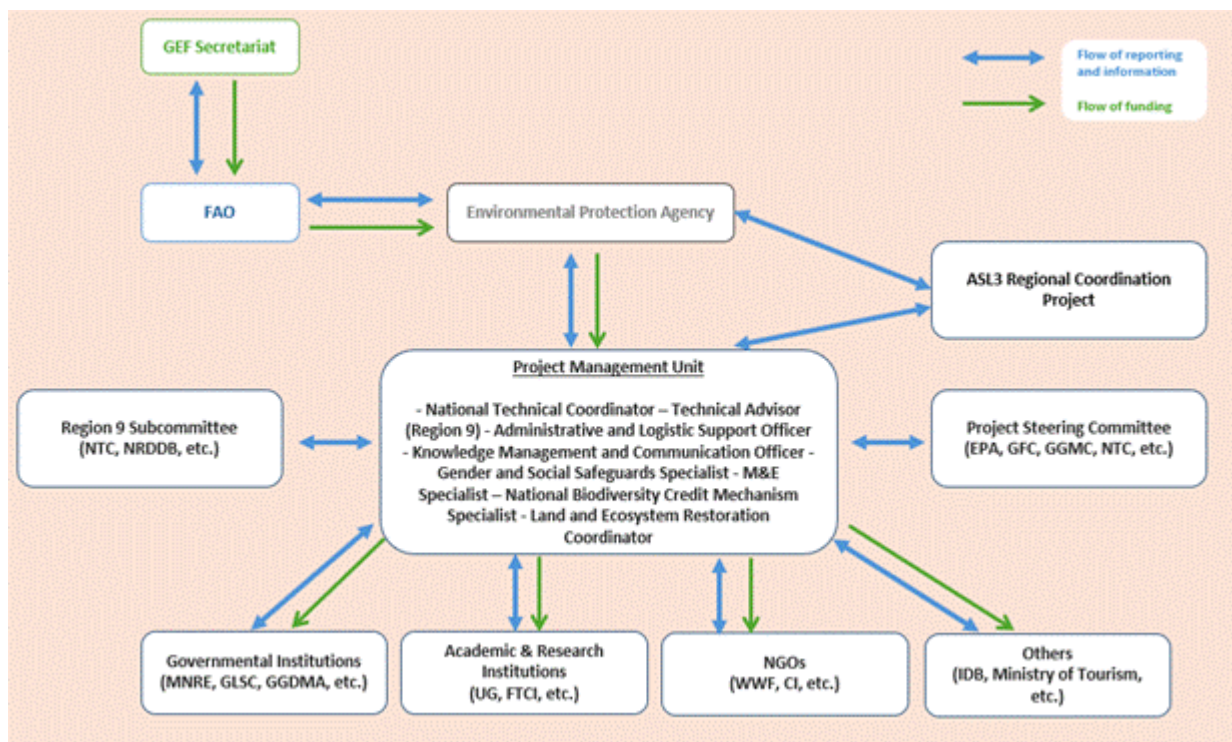 GEF Secretariat
Flow of reporting
and information
Flow of funding
FAO
Environmental Protection Agency
ASL3 Regional Coordination
Project
Project Management Unit
- National Technical Coordinator – Technical Advisor
(Region 9) - Administrative and Logistic Support Officer
- Knowledge Management and Communication Officer -
Gender and Social Safeguards Specialist - M&E
Specialist – National Biodiversity Credit Mechanism
Specialist - Land and Ecosystem Restoration
Coordinator
Region 9 Subcommittee
(NTC, NRDDB, etc.)
Project Steering Committee
(EPA, GFC, GGMC, NTC, etc.)
Governmental Institutions
(MNRE, GLSC, GGDMA, etc.)
Academic & Research
Institutions
(UG, FTCI, etc.)
NGOs
(WWF, CI, etc.)
Others
(IDB, Ministry of Tourism,
etc.)